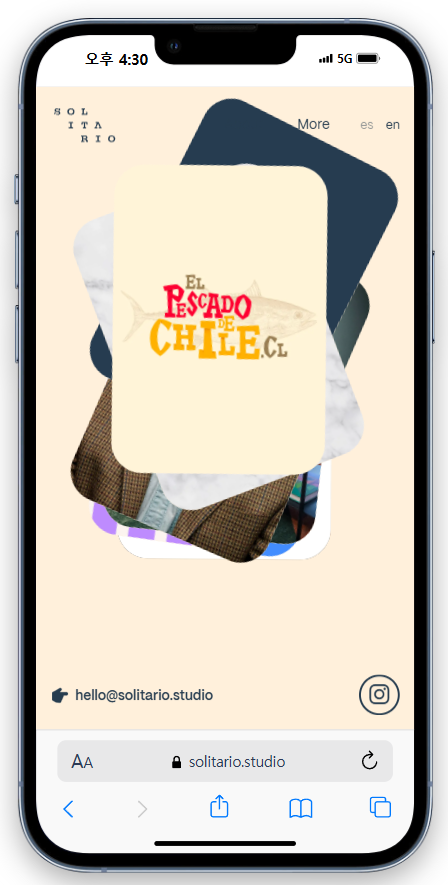 오후 4:30
5G
SOL
ITA
RIO
More
es
en
EL
PESCADO
DE
CHILE.CL
hello@solitario.studio
AA
solitario.studio